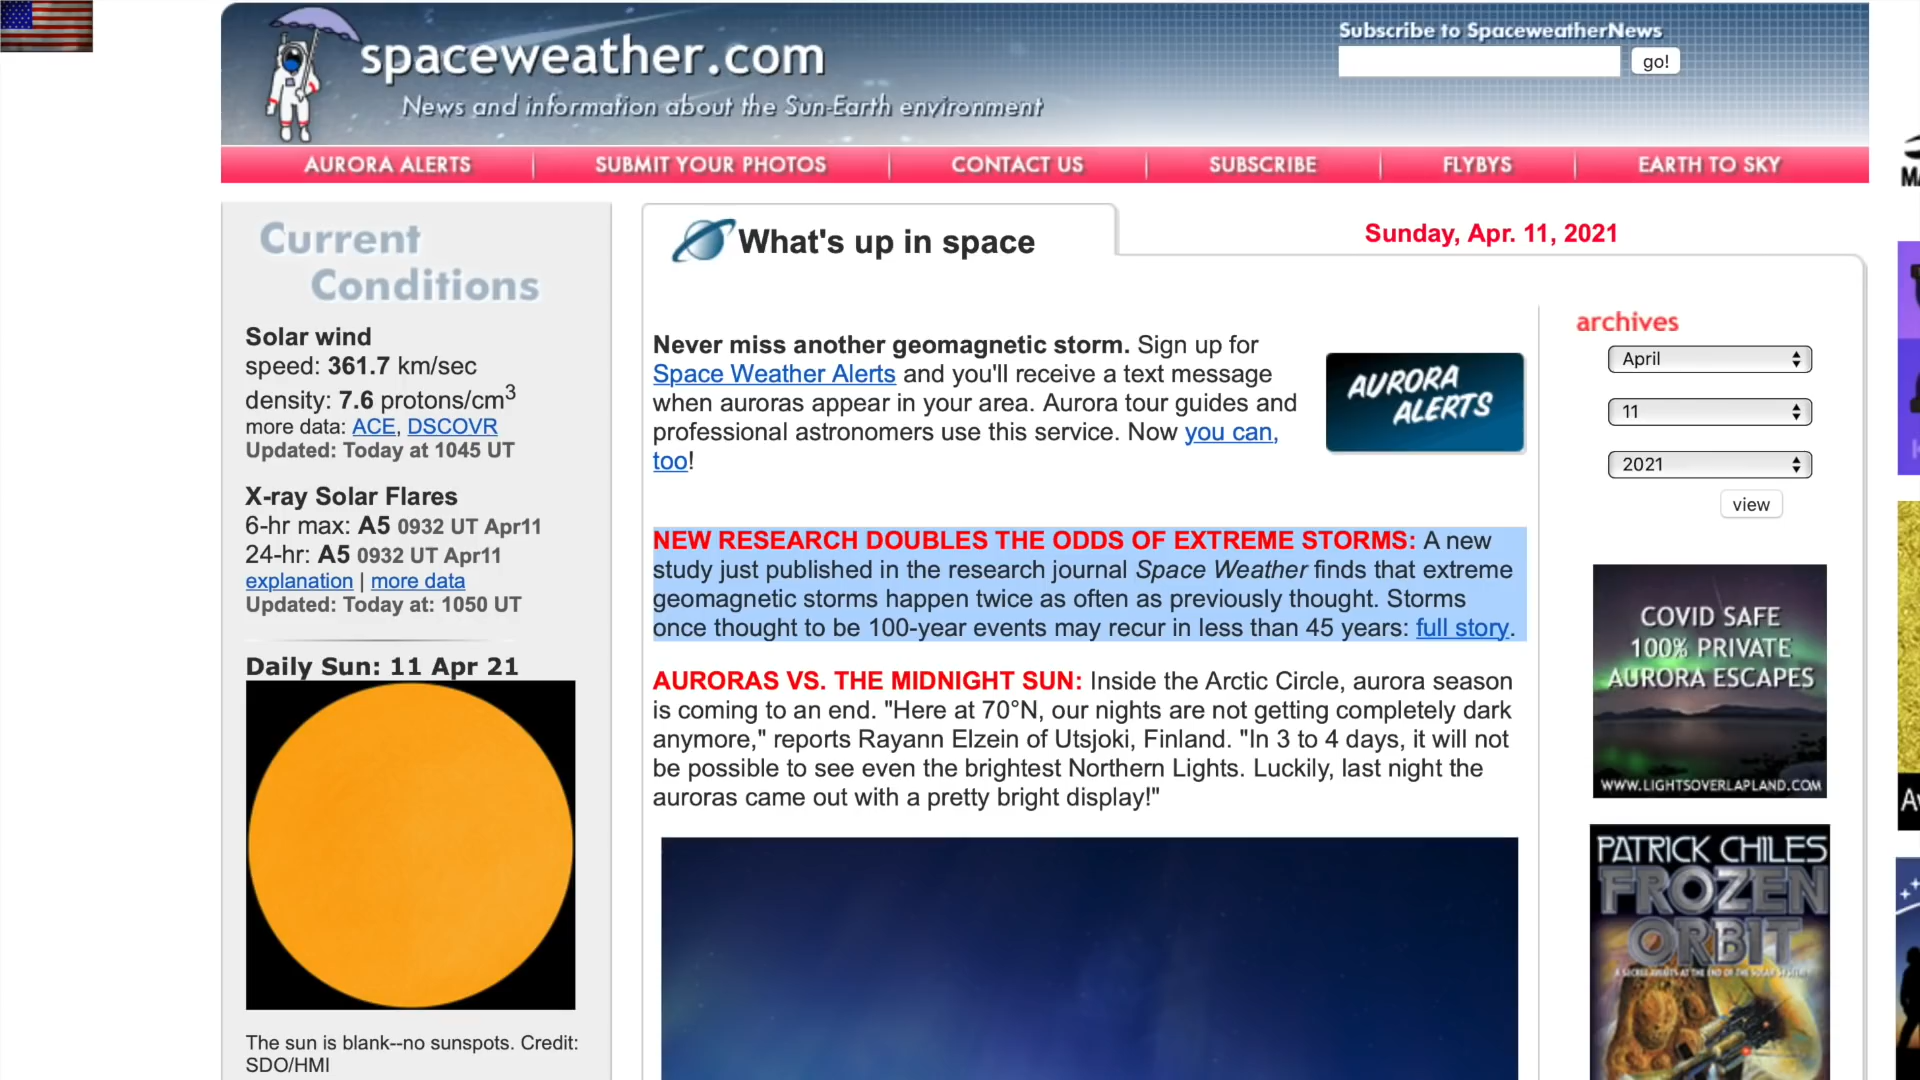 spaceweather.com
News and information about the Sun-Earth environment
Subscribe to SpaceweatherNews
go!
AURORA ALERTS
SUBMIT YOUR PHOTOS
CONTACT US
SUBSCRIBE
FLYBYS
EARTH TO SKY
Current
Conditions
Solar wind
speed: 361.7 km/sec
density: 7.6 protons/cm3
more data: ACE, DSCOVR
Updated: Today at 1045 UT
X-ray Solar Flares
6-hr max: A5 0932 UT Apr11
24-hr: A5 0932 UT Apr11
explanation | more data
Updated: Today at: 1050 UT
Daily Sun: 11 Apr 21
The sun is blank--no sunspots. Credit:
SDO/HMI
What's up in space
Sunday, Apr. 11, 2021
Never miss another geomagnetic storm. Sign up for
Space Weather Alerts and you'll receive a text message
when auroras appear in your area. Aurora tour guides and
professional astronomers use this service. Now you can,
too!
AURORA
ALERTS
NEW RESEARCH DOUBLES THE ODDS OF EXTREME STORMS: A new
study just published in the research journal Space Weather finds that extreme
geomagnetic storms happen twice as often as previously thought. Storms
once thought to be 100-year events may recur in less than 45 years: full story.
AURORAS VS. THE MIDNIGHT SUN: Inside the Arctic Circle, aurora season
is coming to an end. "Here at 70°N, our nights are not getting completely dark
anymore," reports Rayann Elzein of Utsjoki, Finland. "In 3 to 4 days, it will not
be possible to see even the brightest Northern Lights. Luckily, last night the
auroras came out with a pretty bright display!"
archives
April
11
2021
view
COVID SAFE
100% PRIVATE
AURORA ESCAPES
WWW.LIGHTSOVERLAPLAND.COM
PATRICK CHILES
FROZEN
ORBIT
A SECRET AWAITS AT THE END OF THE SOLAR SYSTEM